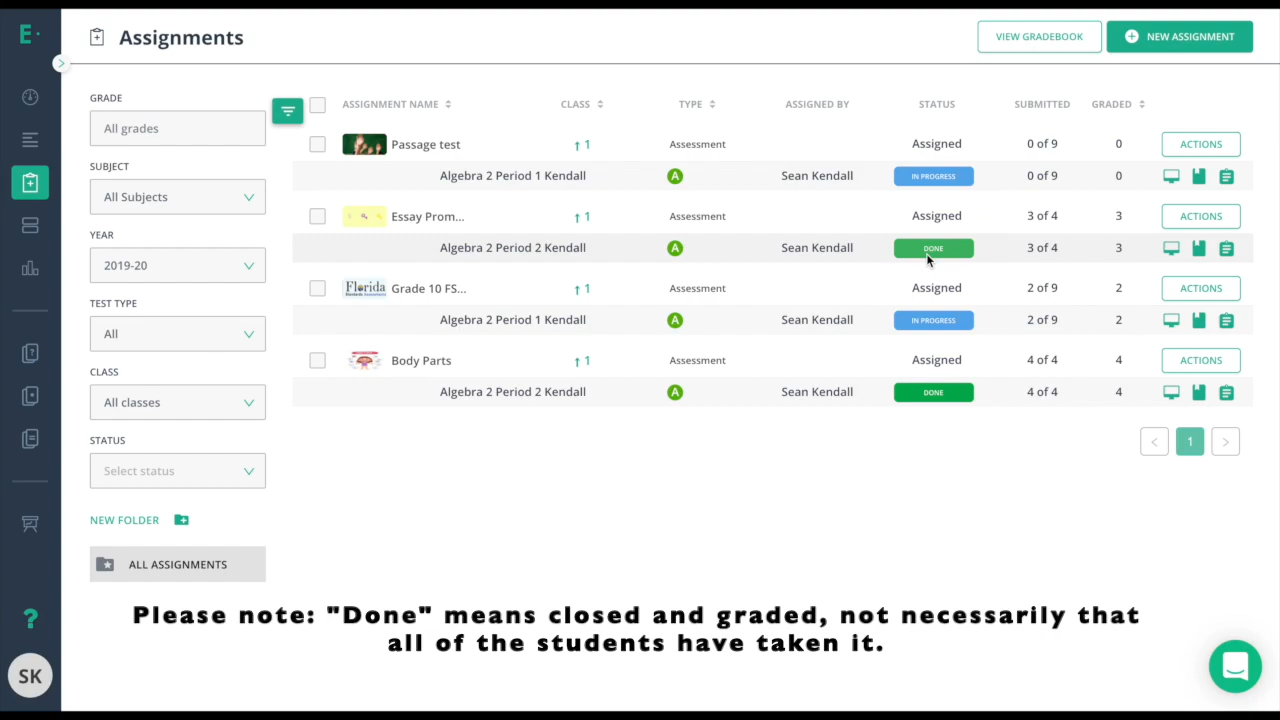 E
Assignments
VIEW GRADEBOOK
NEW ASSIGNMENT
GRADE
All grades
SUBJECT
All Subjects
YEAR
2019-20
TEST TYPE
All
CLASS
All classes
STATUS
Select status
NEW FOLDER
ALL ASSIGNMENTS
ASSIGNMENT NAME CLASS TYPE ASSIGNED BY STATUS SUBMITTED GRADED
Passage test ↑ 1 Assessment Assigned 0 of 9 0 ACTIONS
Algebra 2 Period 1 Kendall A Sean Kendall IN PROGRESS 0 of 9 0
Essay Prom... ↑ 1 Assessment Assigned 3 of 4 3 ACTIONS
Algebra 2 Period 2 Kendall A Sean Kendall DONE 3 of 4 3
Florida Grade 10 FS... ↑ 1 Assessment Assigned 2 of 9 2 ACTIONS
Algebra 2 Period 1 Kendall A Sean Kendall IN PROGRESS 2 of 9 2
Body Parts ↑ 1 Assessment Assigned 4 of 4 4 ACTIONS
Algebra 2 Period 2 Kendall A Sean Kendall DONE 4 of 4 4
< 1 >
?
SK
Please note: "Done" means closed and graded, not necessarily that
all of the students have taken it.